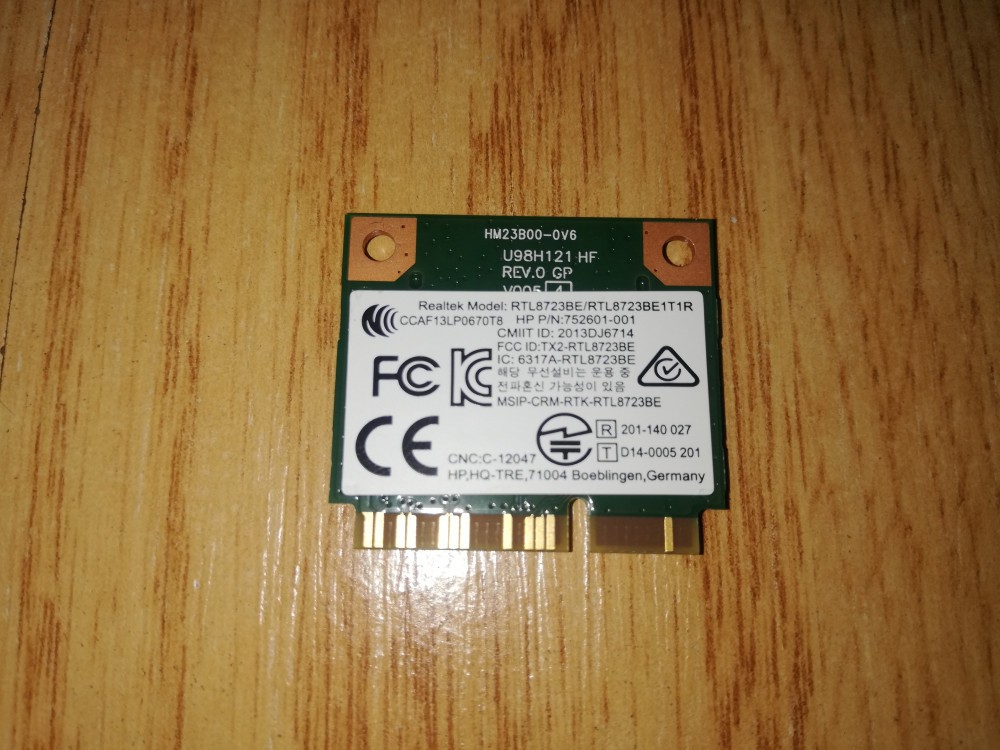 HM23B00-0V6
U98H121 HF
REV.0 GP
V005 4
Realtek Model: RTL8723BE/RTL8723BE1T1R
CCAF13LP0670T8 HP P/N:752601-001
CMIIT ID: 2013DJ6714
FCC ID:TX2-RTL8723BE
IC: 6317A-RTL8723BE
해당 무선설비는 운용 중
전파혼신 가능성이 있음
MSIP-CRM-RTK-RTL8723BE
FC
CE
R 201-140 027
T D14-0005 201
CNC:C-12047
HP,HQ-TRE,71004 Boeblingen,Germany